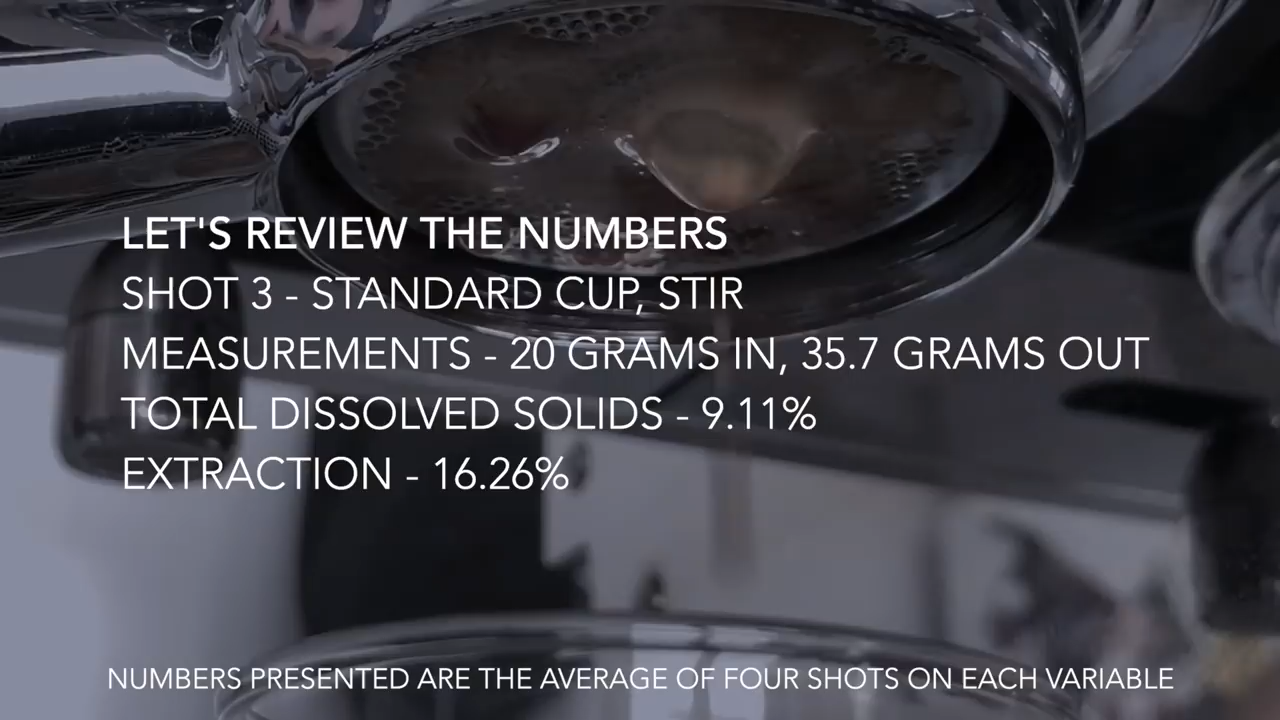 LET'S REVIEW THE NUMBERS
SHOT 3 - STANDARD CUP, STIR
MEASUREMENTS - 20 GRAMS IN, 35.7 GRAMS OUT
TOTAL DISSOLVED SOLIDS - 9.11%
EXTRACTION - 16.26%
NUMBERS PRESENTED ARE THE AVERAGE OF FOUR SHOTS ON EACH VARIABLE